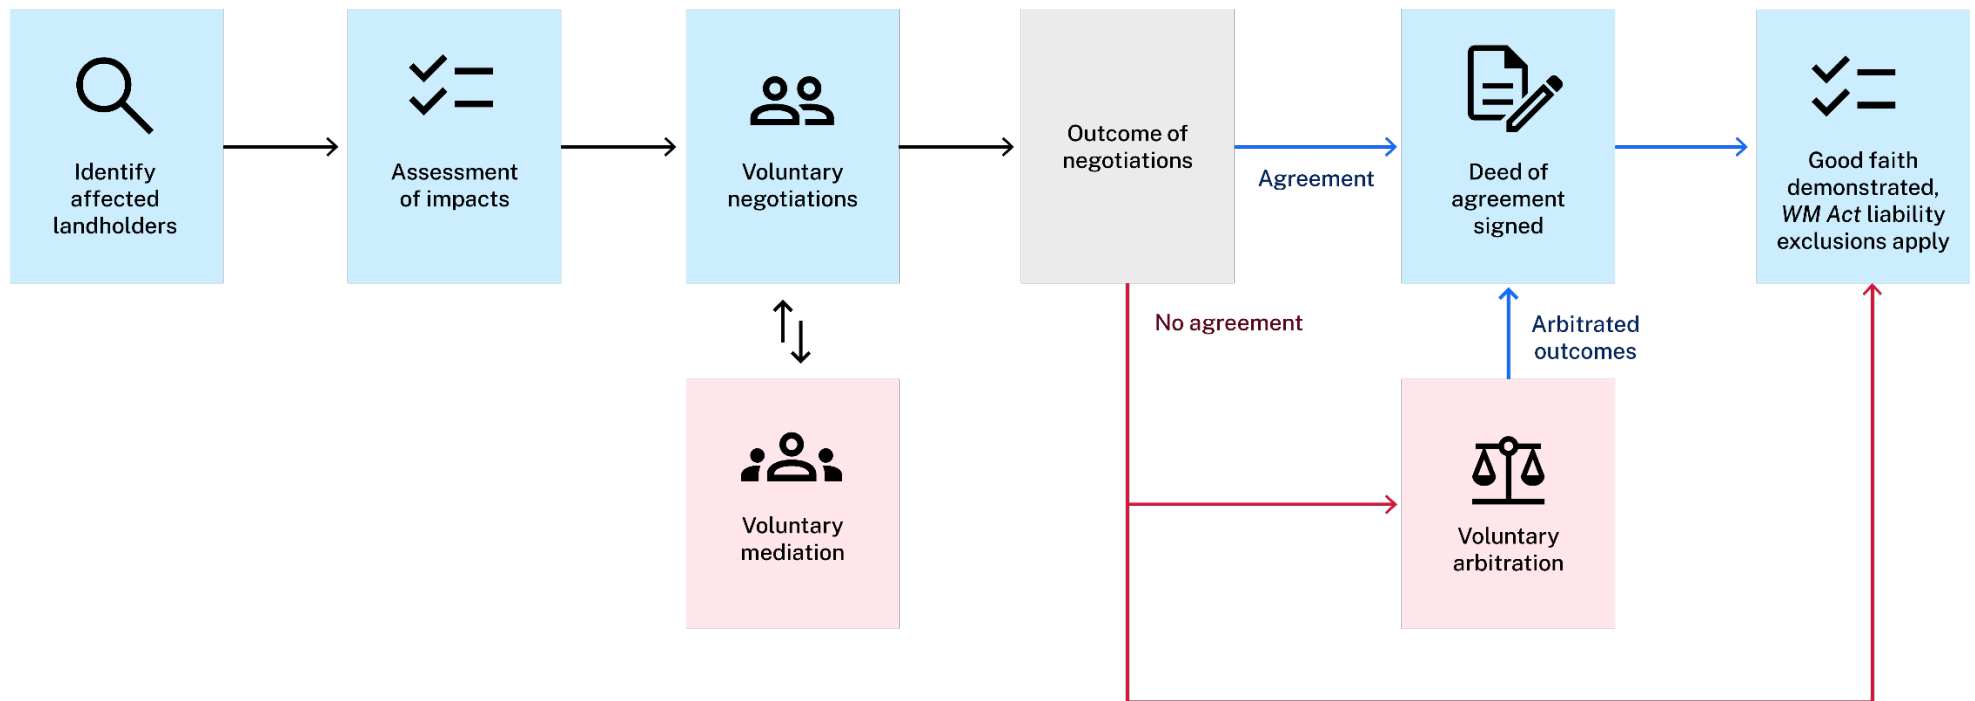 Identify
affected
landholders
Assessment
of impacts
Voluntary
negotiations
Outcome of
negotiations
Agreement
Deed of
agreement
signed
Good faith
demonstrated,
WM Act liability
exclusions apply
No agreement
Arbitrated
outcomes
Voluntary
mediation
Voluntary
arbitration